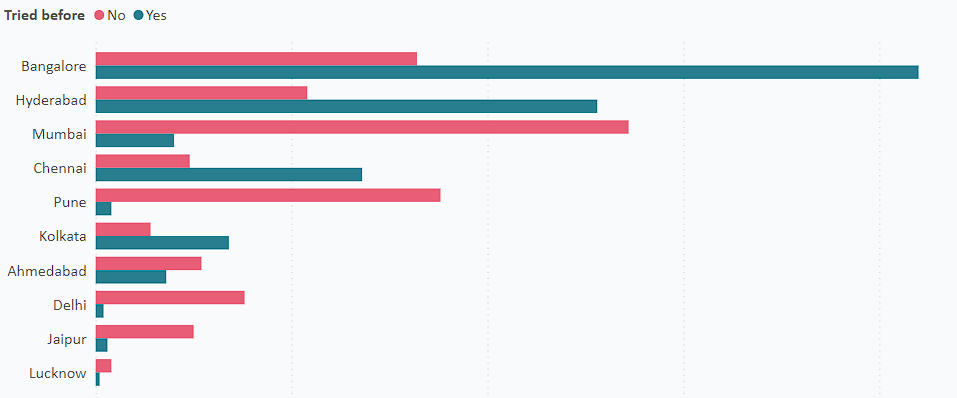 Tried before No Yes
Bangalore
Hyderabad
Mumbai
Chennai
Pune
Kolkata
Ahmedabad
Delhi
Jaipur
Lucknow